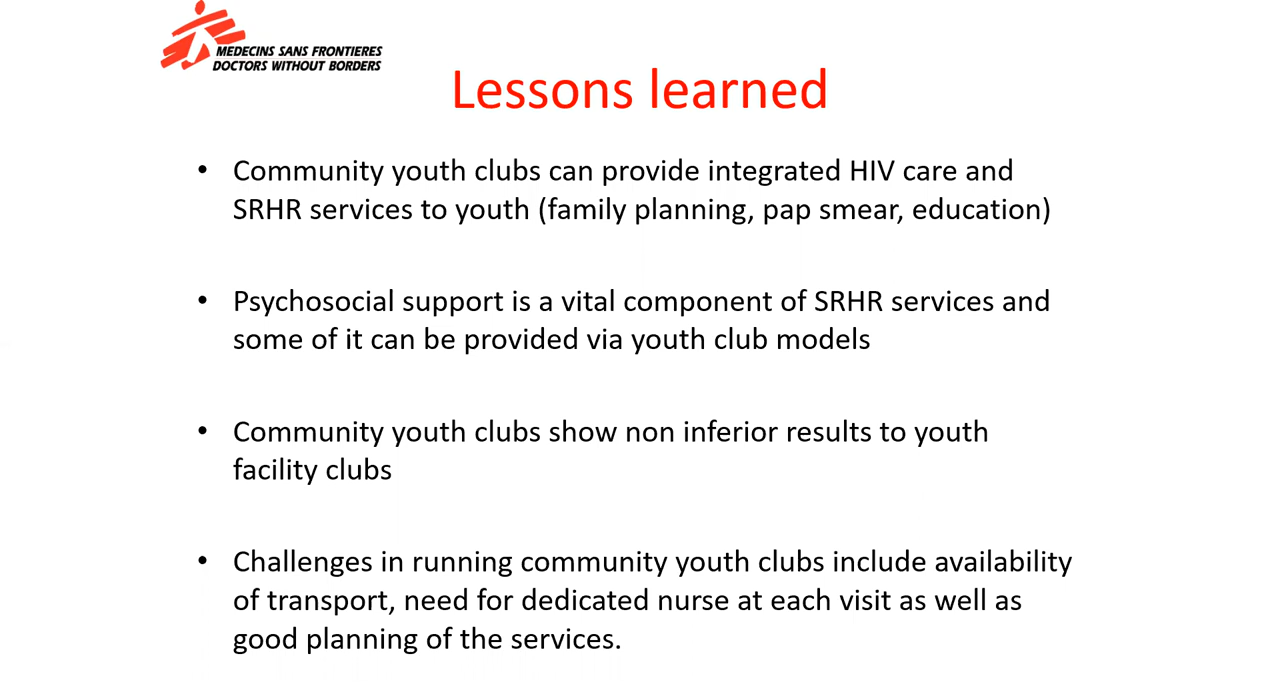 MEDECINS SANS FRONTIERES
DOCTORS WITHOUT BORDERS
Lessons learned
• Community youth clubs can provide integrated HIV care and
SRHR services to youth (family planning, pap smear, education)
• Psychosocial support is a vital component of SRHR services and
some of it can be provided via youth club models
• Community youth clubs show non inferior results to youth
facility clubs
• Challenges in running community youth clubs include availability
of transport, need for dedicated nurse at each visit as well as
good planning of the services.